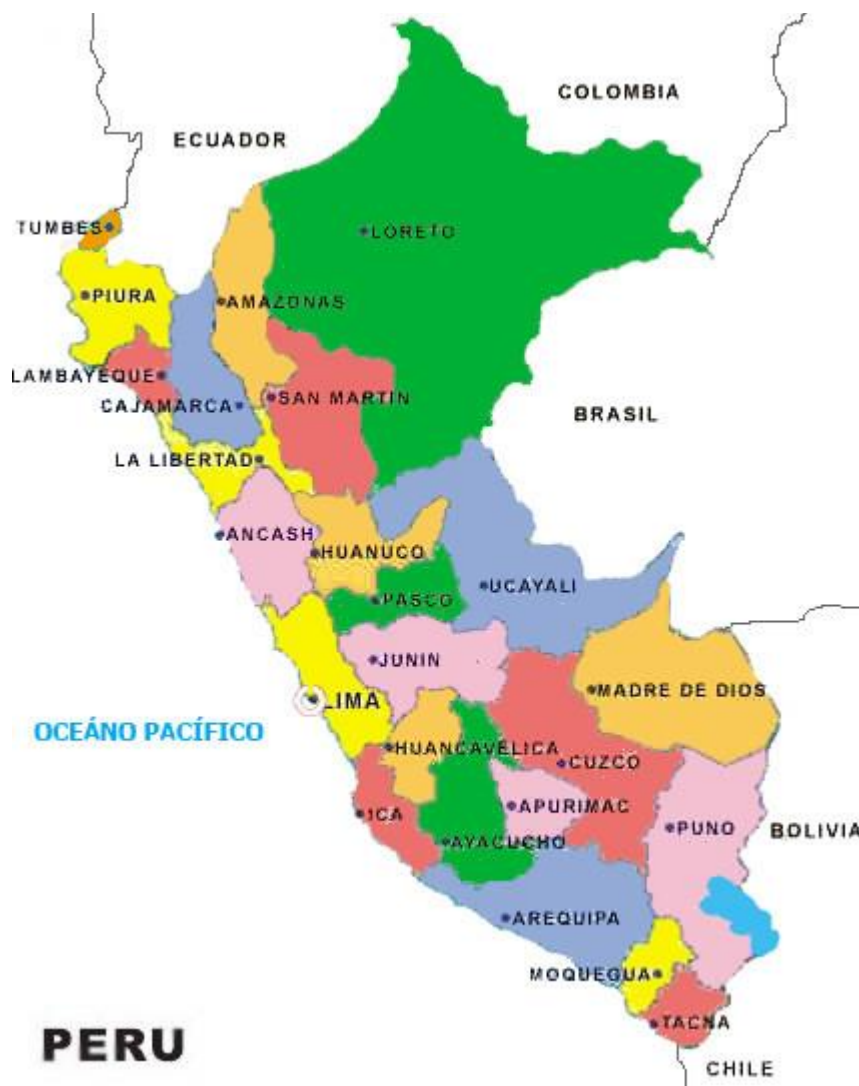 COLOMBIA
ECUADOR
TUMBES
LORETO
PIURA
AMAZONAS
LAMBAYEQUE
CAJAMARCA
SAN MARTIN
BRASIL
LA LIBERTAD
ANCASH
HUANUCO
UCAYALI
PASCO
JUNIN
MADRE DE DIOS
LIMA
OCEÁNO PACÍFICO
HUANCAVELICA
CUZCO
ICA
APURIMAC
PUNO
BOLIVIA
AYACUCHO
AREQUIPA
MOQUEGUA
TACNA
PERU
CHILE